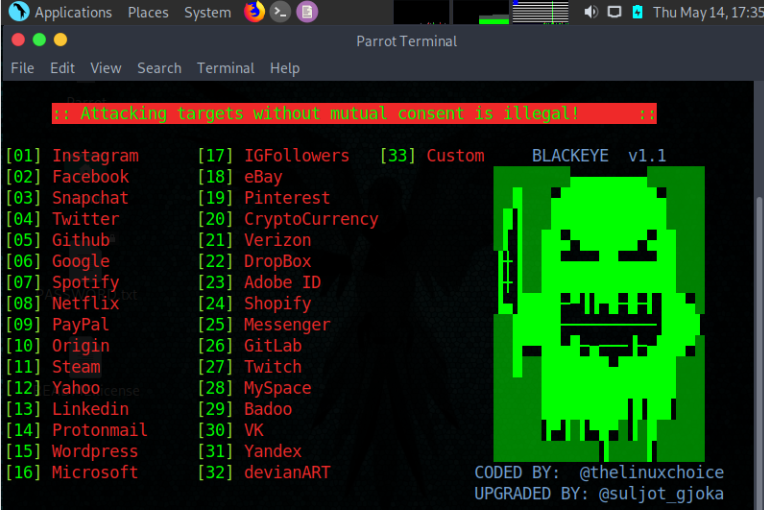 Applications Places System Thu May 14, 17:35
Parrot Terminal
File Edit View Search Terminal Help
:: Attacking targets without mutual consent is illegal! ::
[01] Instagram [17] IGFollowers [33] Custom BLACKEYE v1.1
[02] Facebook [18] eBay
[03] Snapchat [19] Pinterest
[04] Twitter [20] CryptoCurrency
[05] Github [21] Verizon
[06] Google [22] DropBox
[07] Spotify [23] Adobe ID
[08] Netflix [24] Shopify
[09] PayPal [25] Messenger
[10] Origin [26] GitLab
[11] Steam [27] Twitch
[12] Yahoo [28] MySpace
[13] Linkedin [29] Badoo
[14] Protonmail [30] VK
[15] Wordpress [31] Yandex
[16] Microsoft [32] devianART
CODED BY: @thelinuxchoice
UPGRADED BY: @suljot_gjoka